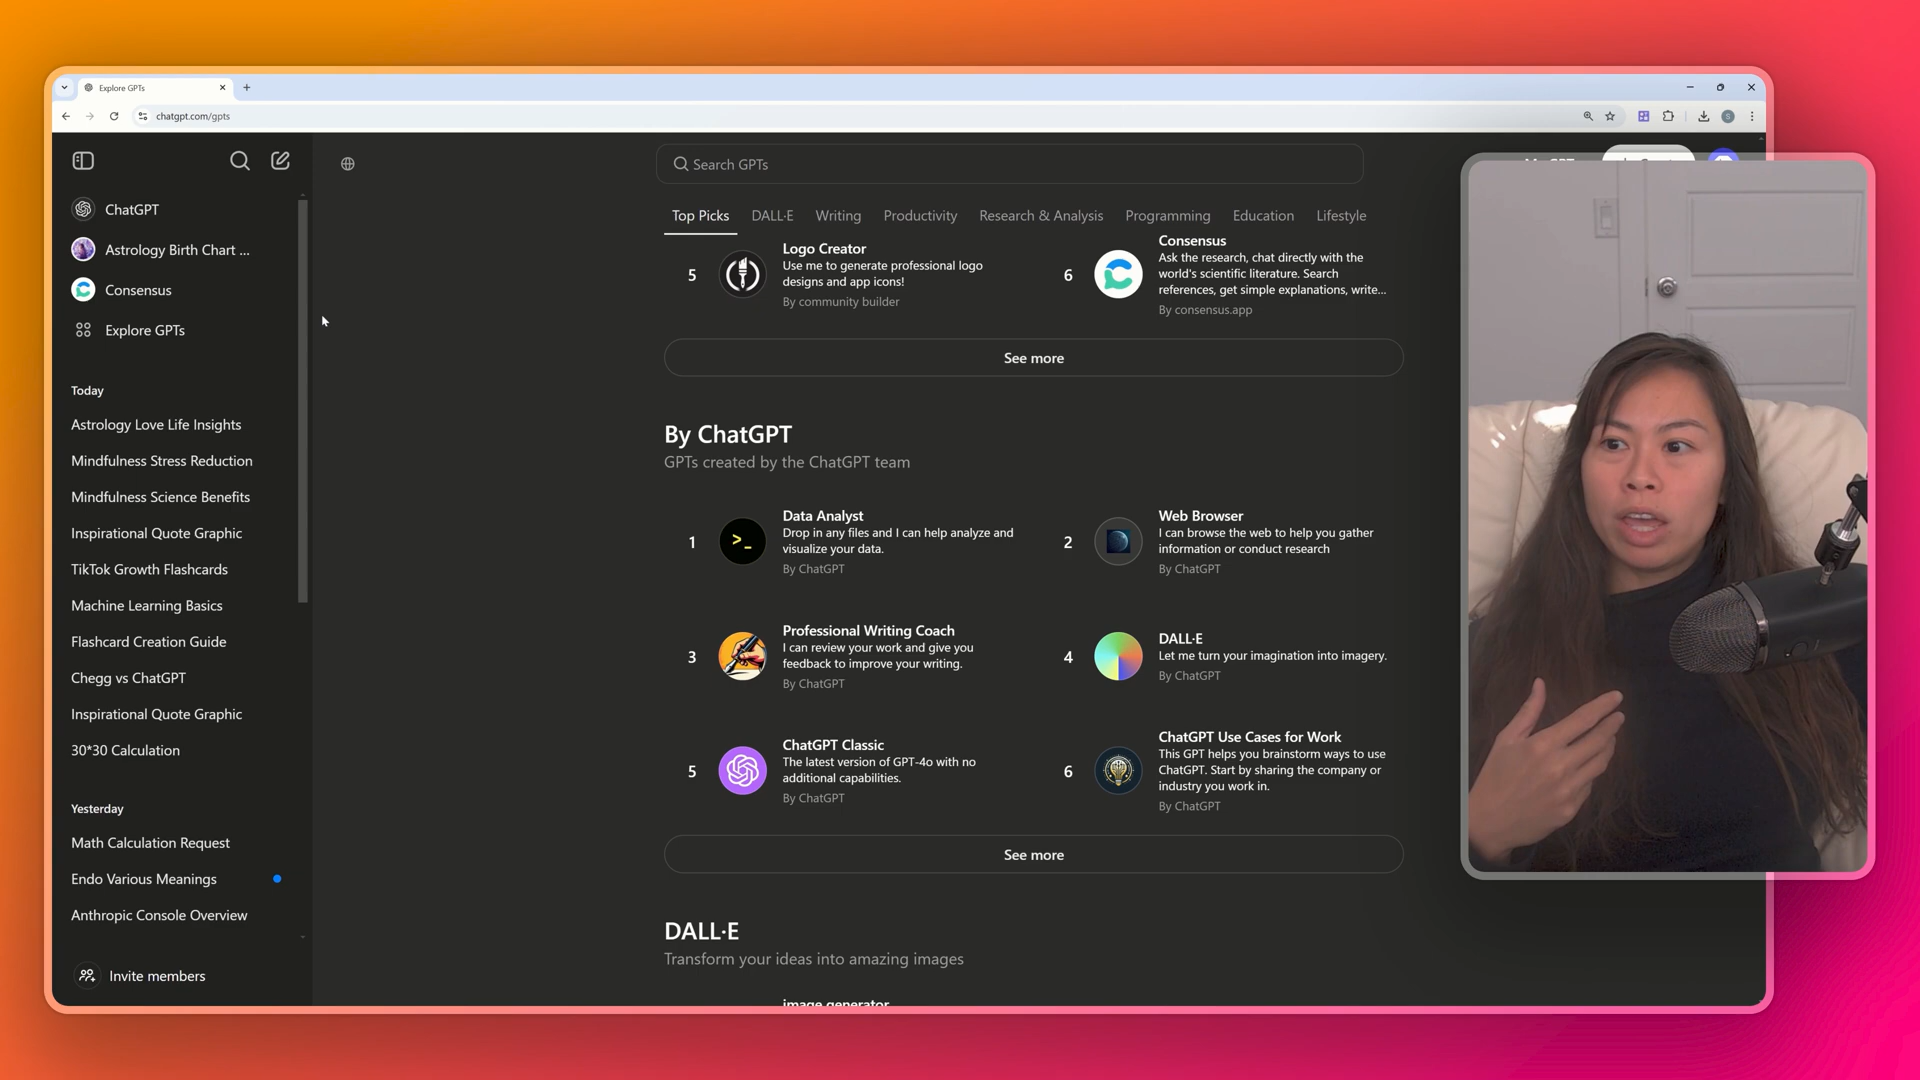 Explore GPTs
chatgpt.com/gpts
ChatGPT
Astrology Birth Chart ...
Consensus
Explore GPTs
Today
Astrology Love Life Insights
Mindfulness Stress Reduction
Mindfulness Science Benefits
Inspirational Quote Graphic
TikTok Growth Flashcards
Machine Learning Basics
Flashcard Creation Guide
Chegg vs ChatGPT
Inspirational Quote Graphic
30*30 Calculation
Yesterday
Math Calculation Request
Endo Various Meanings
Anthropic Console Overview
Invite members
Search GPTs
Top Picks DALL·E Writing Productivity Research & Analysis Programming Education Lifestyle
5
Logo Creator
Use me to generate professional logo
designs and app icons!
By community builder
6
Consensus
Ask the research, chat directly with the
world's scientific literature. Search
references, get simple explanations, write...
By consensus.app
See more
By ChatGPT
GPTs created by the ChatGPT team
1
Data Analyst
Drop in any files and I can help analyze and
visualize your data.
By ChatGPT
2
Web Browser
I can browse the web to help you gather
information or conduct research
By ChatGPT
3
Professional Writing Coach
I can review your work and give you
feedback to improve your writing.
By ChatGPT
4
DALL·E
Let me turn your imagination into imagery.
By ChatGPT
5
ChatGPT Classic
The latest version of GPT-4o with no
additional capabilities.
By ChatGPT
6
ChatGPT Use Cases for Work
This GPT helps you brainstorm ways to use
ChatGPT. Start by sharing the company or
industry you work in.
By ChatGPT
See more
DALL·E
Transform your ideas into amazing images
image generator